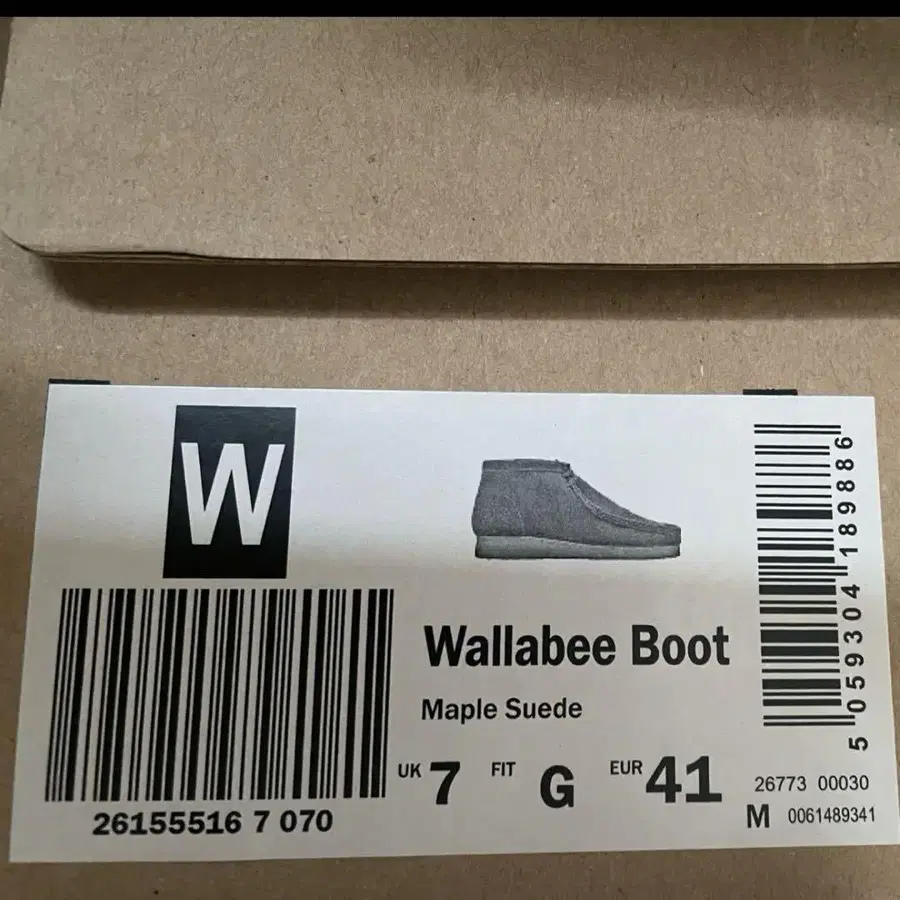 W
Wallabee Boot
Maple Suede
UK 7 FIT G EUR 41
26155516 7 070
5 059304 189886
26773 00030
M 0061489341